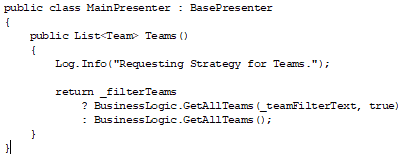 public class MainPresenter : BasePresenter
{
    public List<Team> Teams()
    {
        Log.Info("Requesting Strategy for Teams.");

        return _filterTeams
            ? BusinessLogic.GetAllTeams(_teamFilterText, true)
            : BusinessLogic.GetAllTeams();
    }
}